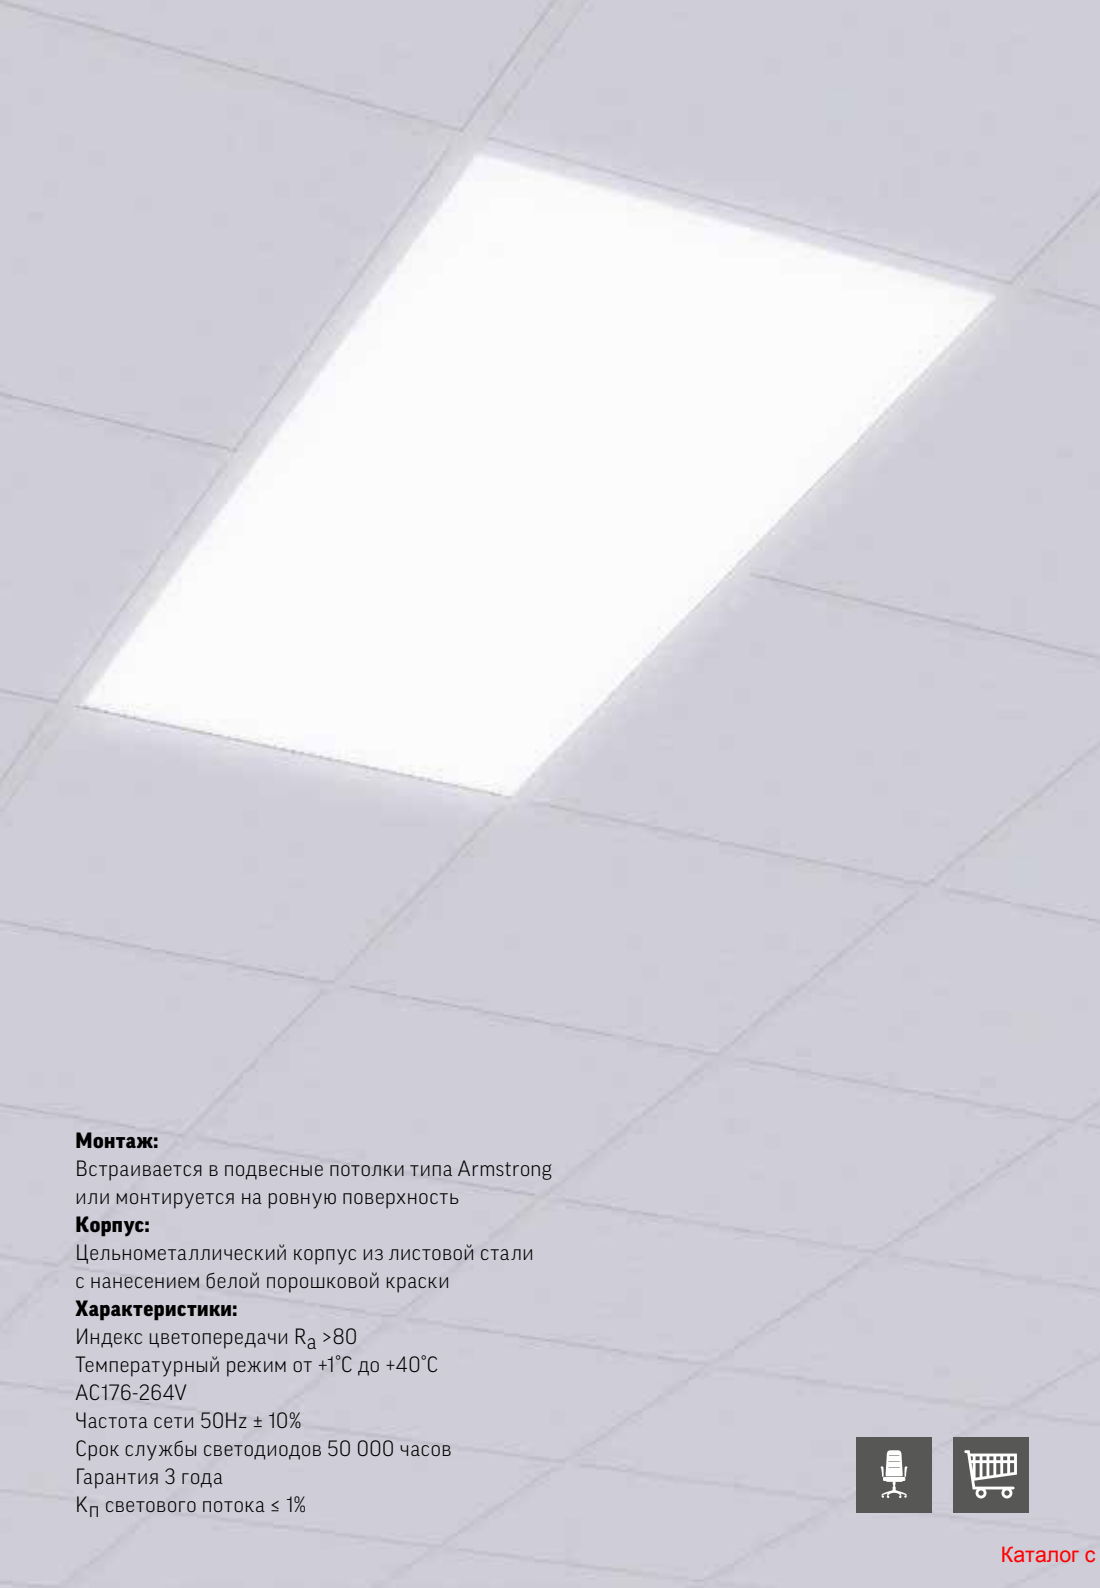 Монтаж:
Встраивается в подвесные потолки типа Armstrong
или монтируется на ровную поверхность
Корпус:
Цельнометаллический корпус из листовой стали
с нанесением белой порошковой краски
Характеристики:
Индекс цветопередачи Ra >80
Температурный режим от +1°C до +40°C
AC176-264V
Частота сети 50Hz ± 10%
Срок службы светодиодов 50 000 часов
Гарантия 3 года
Кп светового потока ≤ 1%
Каталог с